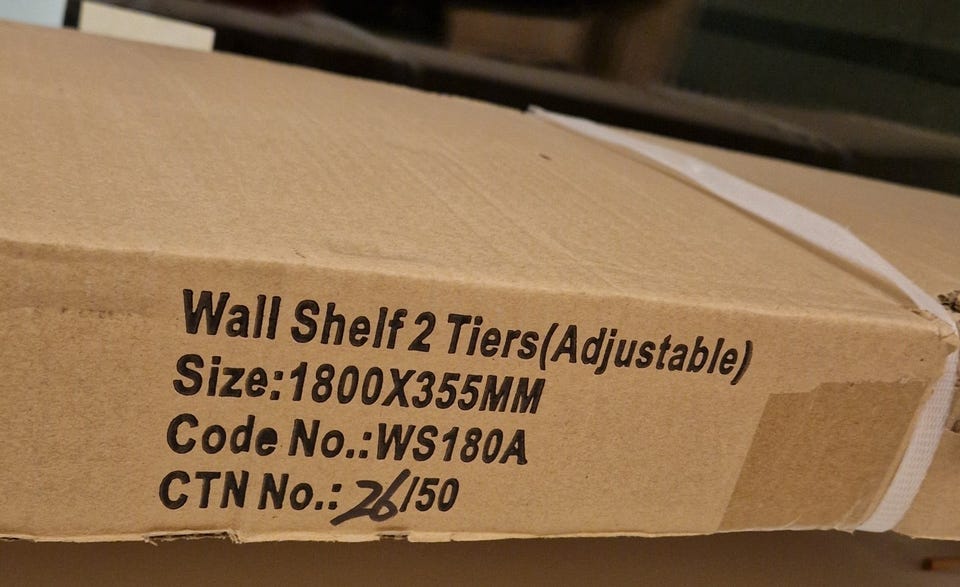 Wall Shelf 2 Tiers(Adjustable)
Size:1800X355MM
Code No.:WS180A
CTN No.:26/50